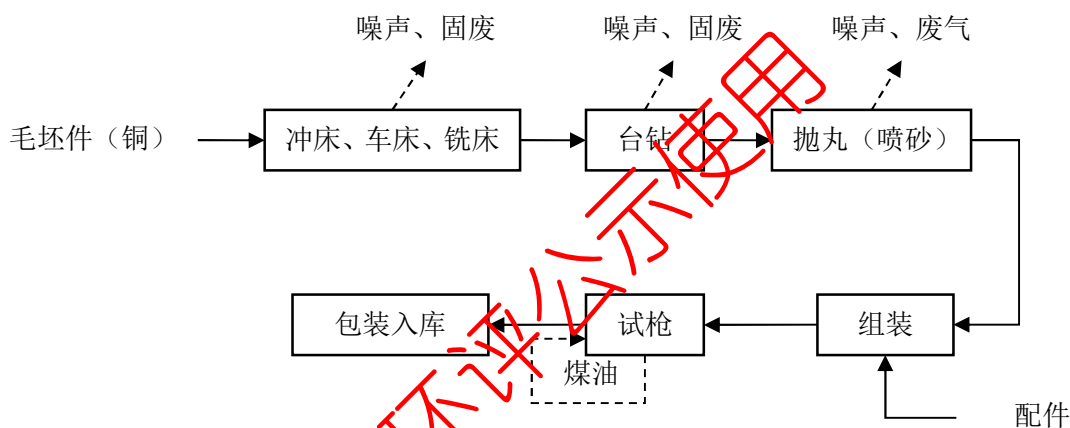 噪声、固废 噪声、固废 噪声、废气
毛坯件（铜） 冲床、车床、铣床 台钻 抛丸（喷砂）
包装入库 试枪 组装
煤油
配件
环评公示使用